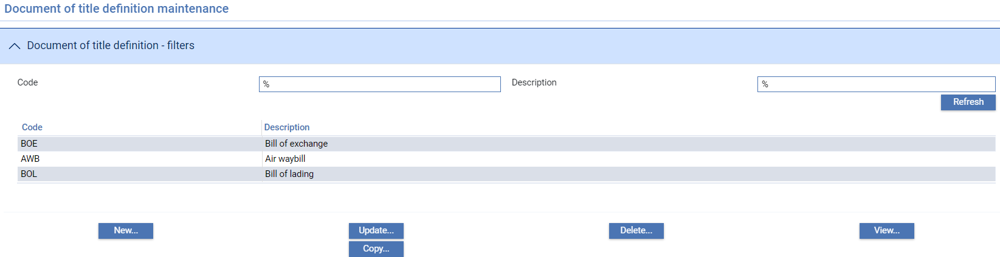 Document of title definition maintenance
Document of title definition - filters
Code % Description %
Refresh
Code Description
BOE Bill of exchange
AWB Air waybill
BOL Bill of lading
New... Update... Delete... View...
Copy...